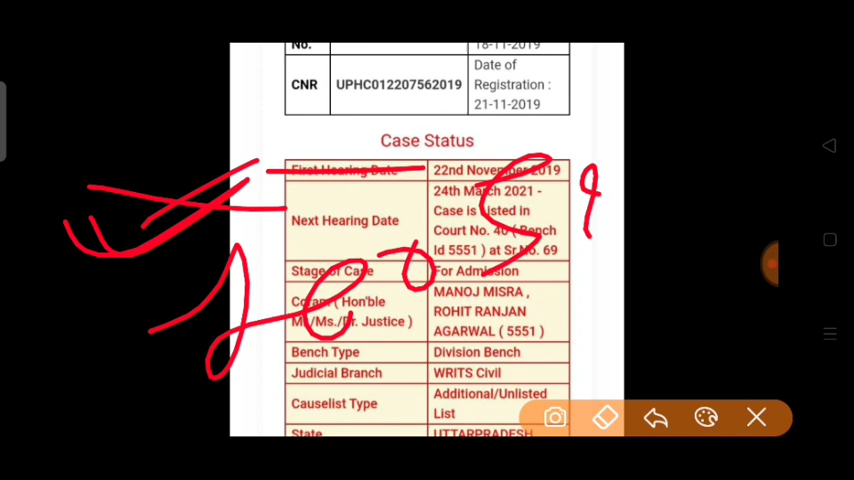 No. 18-11-2019
CNR UPHC012207562019 Date of
Registration :
21-11-2019
Case Status
First Hearing Date 22nd November 2019
Next Hearing Date 24th March 2021 -
Case is Listed in
Court No. 46 ( Bench
Id 5551 ) at Sr.No. 69
Stage of Case For Admission
Coram ( Hon'ble
Mr./Ms./Dr. Justice ) MANOJ MISRA ,
ROHIT RANJAN
AGARWAL ( 5551 )
Bench Type Division Bench
Judicial Branch WRITS Civil
Causelist Type Additional/Unlisted
List
State UTTARPRADESH